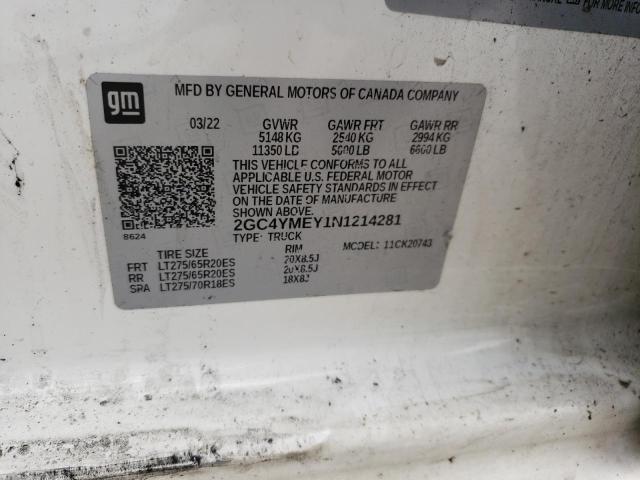 gm
MFD BY GENERAL MOTORS OF CANADA COMPANY
03/22 GVWR GAWR FRT GAWR RR
5148 KG 2540 KG 2994 KG
11350 LB 5600 LB 6600 LB
THIS VEHICLE CONFORMS TO ALL
APPLICABLE U.S. FEDERAL MOTOR
VEHICLE SAFETY STANDARDS IN EFFECT
ON THE DATE OF MANUFACTURE
SHOWN ABOVE.
2GC4YMEY1N1214281
8624 TYPE: TRUCK
MODEL: 11CK20743
TIRE SIZE RIM
FRT LT275/65R20ES 20X8.5J
RR LT275/65R20ES 20X8.5J
SPA LT275/70R18ES 18X8J
MORE INFO